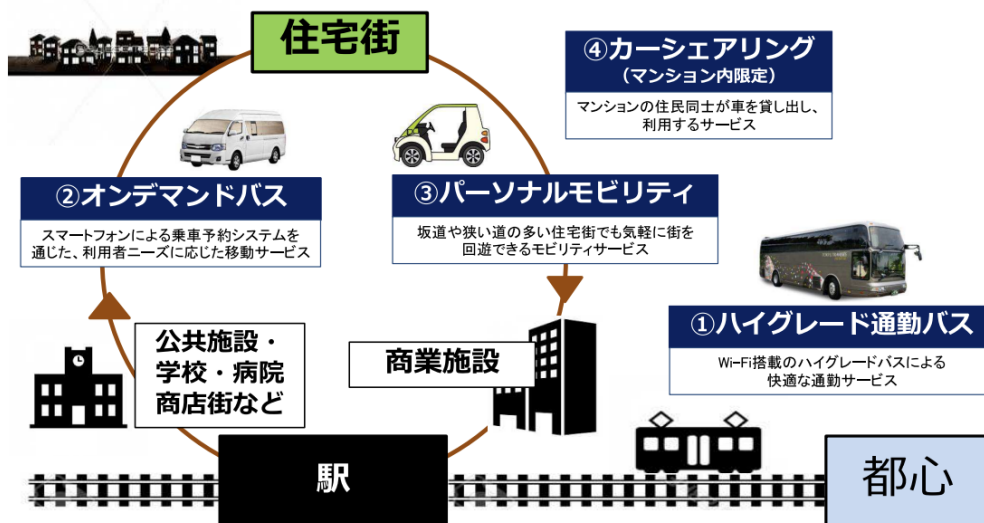 住宅街
④カーシェアリング
（マンション内限定）
マンションの住民同士が車を貸し出し、
利用するサービス
②オンデマンドバス
スマートフォンによる乗車予約システムを
通じた、利用者ニーズに応じた移動サービス
③パーソナルモビリティ
坂道や狭い道の多い住宅街でも気軽に街を
回遊できるモビリティサービス
①ハイグレード通勤バス
Wi-Fi搭載のハイグレードバスによる
快適な通勤サービス
公共施設・
学校・病院
商店街など
商業施設
駅
都心